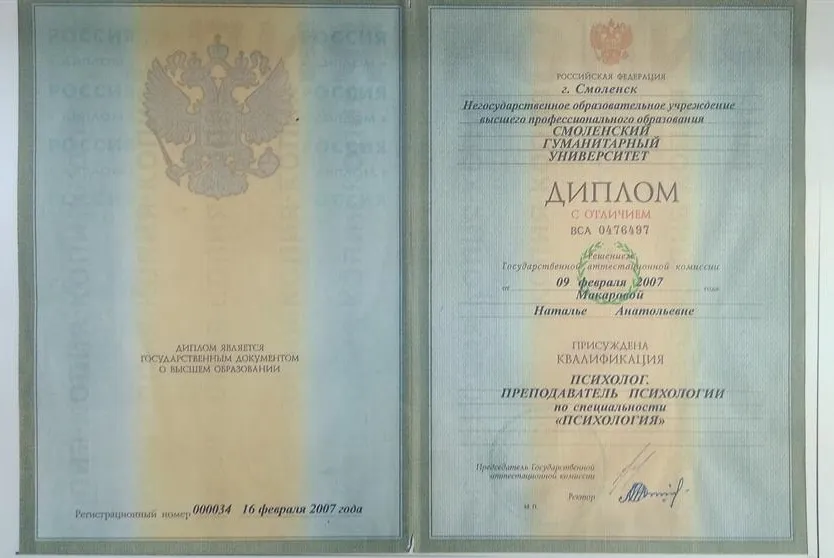 ДИПЛОМ ЯВЛЯЕТСЯ
ГОСУДАРСТВЕННЫМ ДОКУМЕНТОМ
О ВЫСШЕМ ОБРАЗОВАНИИ
Регистрационный номер 000034 16 февраля 2007 года
РОССИЙСКАЯ ФЕДЕРАЦИЯ
г. Смоленск
Негосударственное образовательное учреждение
высшего профессионального образования
СМОЛЕНСКИЙ
ГУМАНИТАРНЫЙ
УНИВЕРСИТЕТ
ДИПЛОМ
С ОТЛИЧИЕМ
ВСА 0476497
Решением
Государственной аттестационной комиссии
от 09 февраля 2007 года
Макаровой
Наталье Анатольевне
ПРИСУЖДЕНА
КВАЛИФИКАЦИЯ
ПСИХОЛОГ.
ПРЕПОДАВАТЕЛЬ ПСИХОЛОГИИ
по специальности
«ПСИХОЛОГИЯ»
Председатель Государственной
аттестационной комиссии
Ректор
М.П.